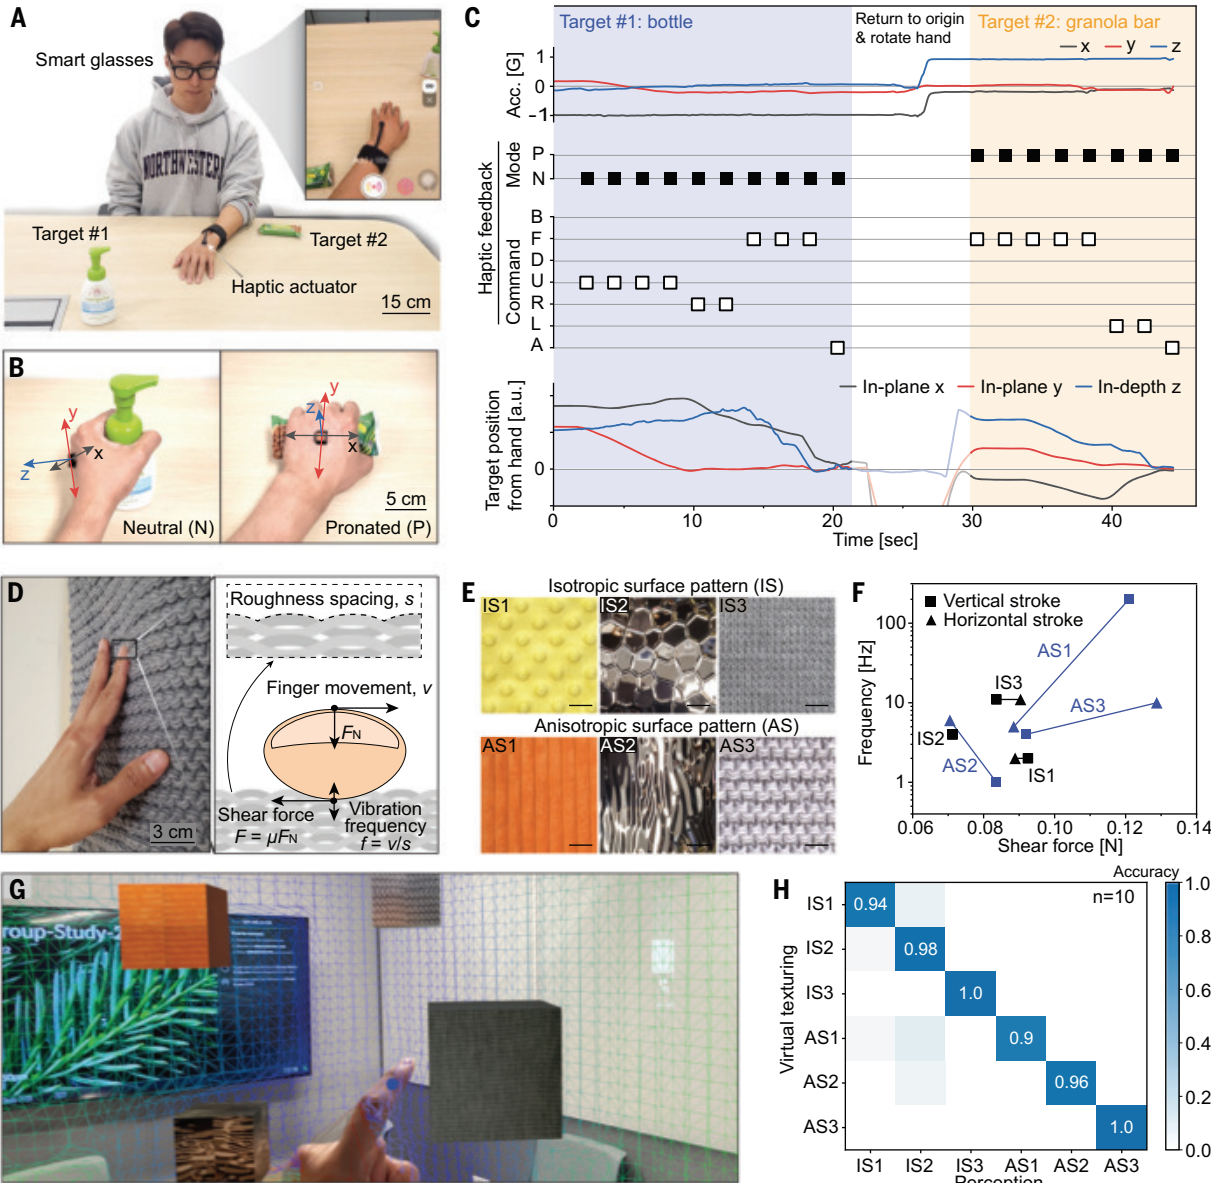 A
Smart glasses
NORTHWESTERN
Target #1
Target #2
Haptic actuator
15 cm
B
y
x
z
Neutral (N)
y
z
x
5 cm
Pronated (P)
C
Target #1: bottle
Return to origin
& rotate hand
Target #2: granola bar
x y z
Acc. [G]
1
0
−1
Haptic feedback
Mode
P
N
Command
B
F
D
U
R
L
A
In-plane x In-plane y In-depth z
Target position
from hand [a.u.]
0
0 10 20 30 40
Time [sec]
D
3 cm
Roughness spacing, s
Finger movement, v
FN
Shear force
F = μFN
Vibration
frequency
f = v/s
E
Isotropic surface pattern (IS)
IS1 IS2 IS3
Anisotropic surface pattern (AS)
AS1 AS2 AS3
F
Vertical stroke
Horizontal stroke
Frequency [Hz]
100
10
1
AS1
IS3
AS3
IS2
AS2
IS1
0.06 0.08 0.10 0.12 0.14
Shear force [N]
G
roup-Study-2
H
Accuracy
n=10
Virtual texturing
IS1 0.94
IS2 0.98
IS3 1.0
AS1 0.9
AS2 0.96
AS3 1.0
IS1 IS2 IS3 AS1 AS2 AS3
Perception
1.0
0.8
0.6
0.4
0.2
0.0